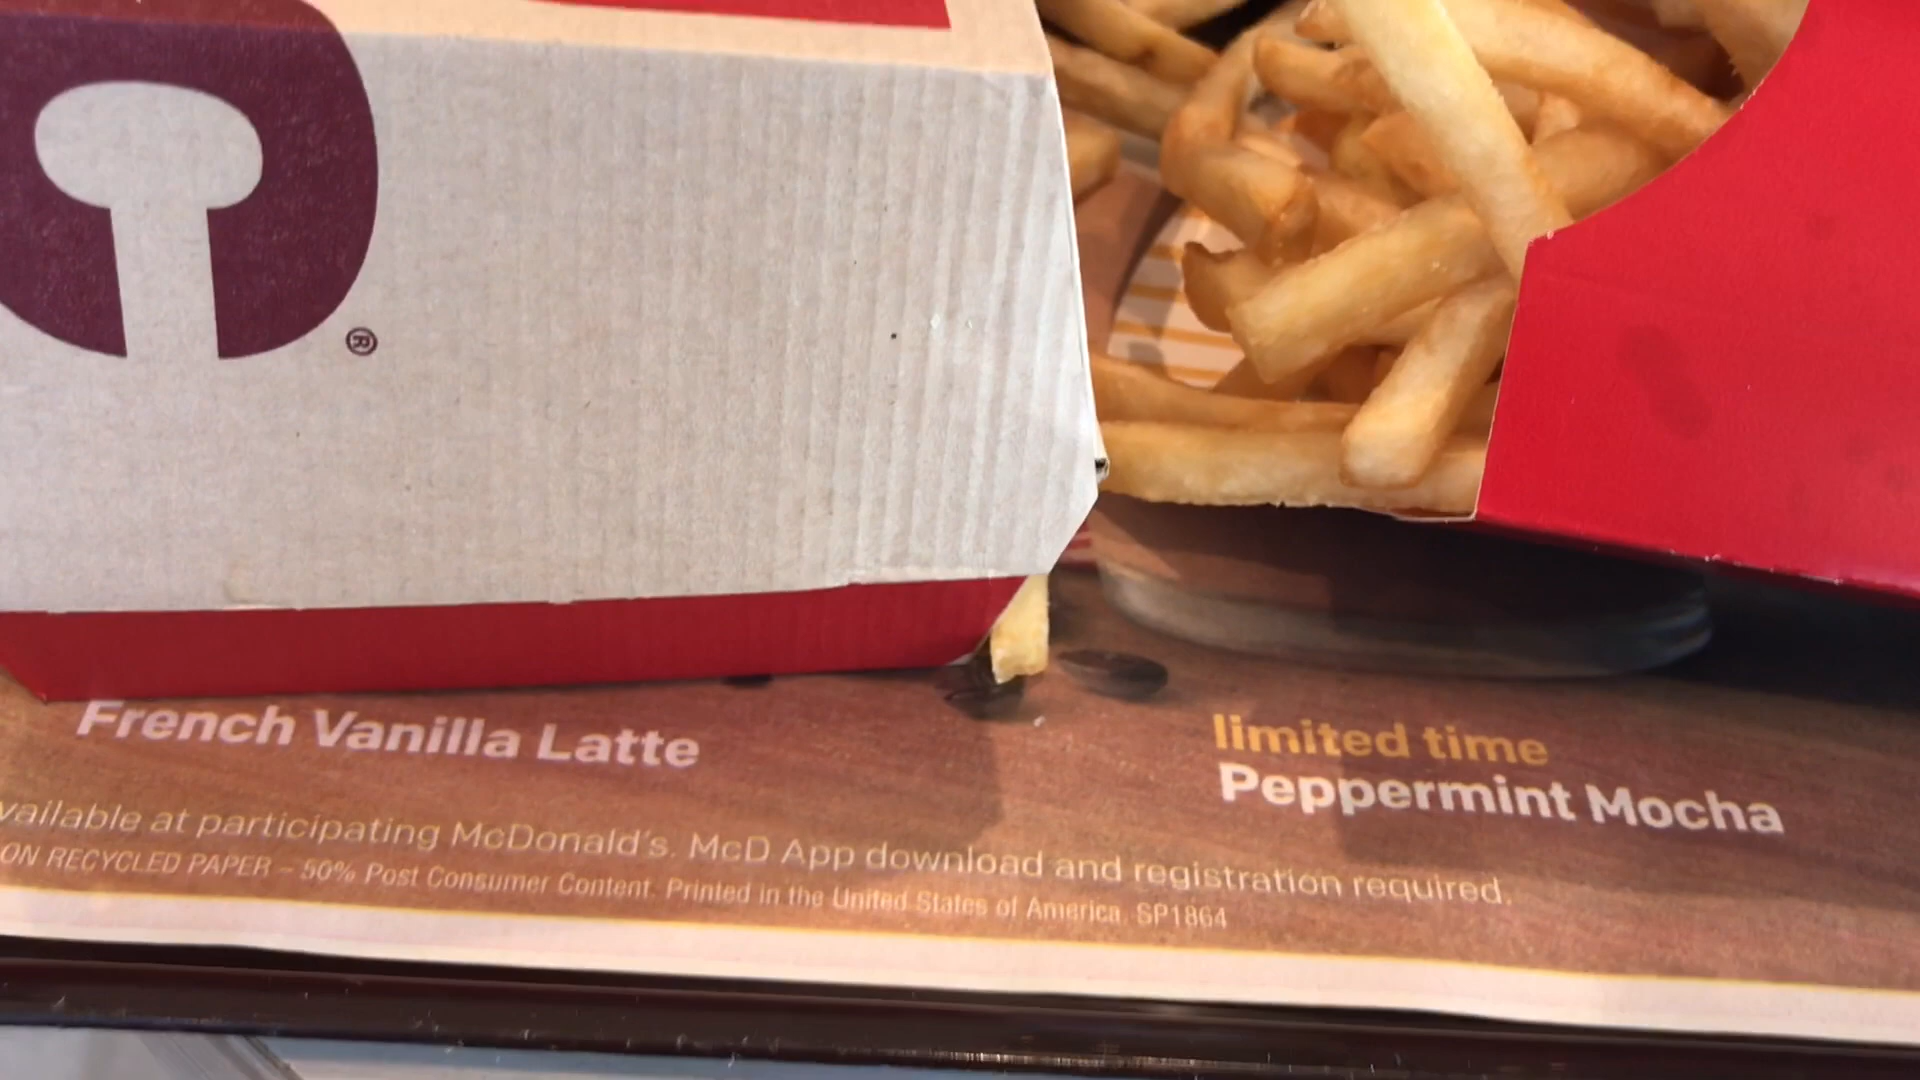 ®
French Vanilla Latte
limited time
Peppermint Mocha
at participating McDonald's. McD App download and registration required.
ON RECYCLED PAPER – 50% Post Consumer Content. Printed in the United States of America. SP1864